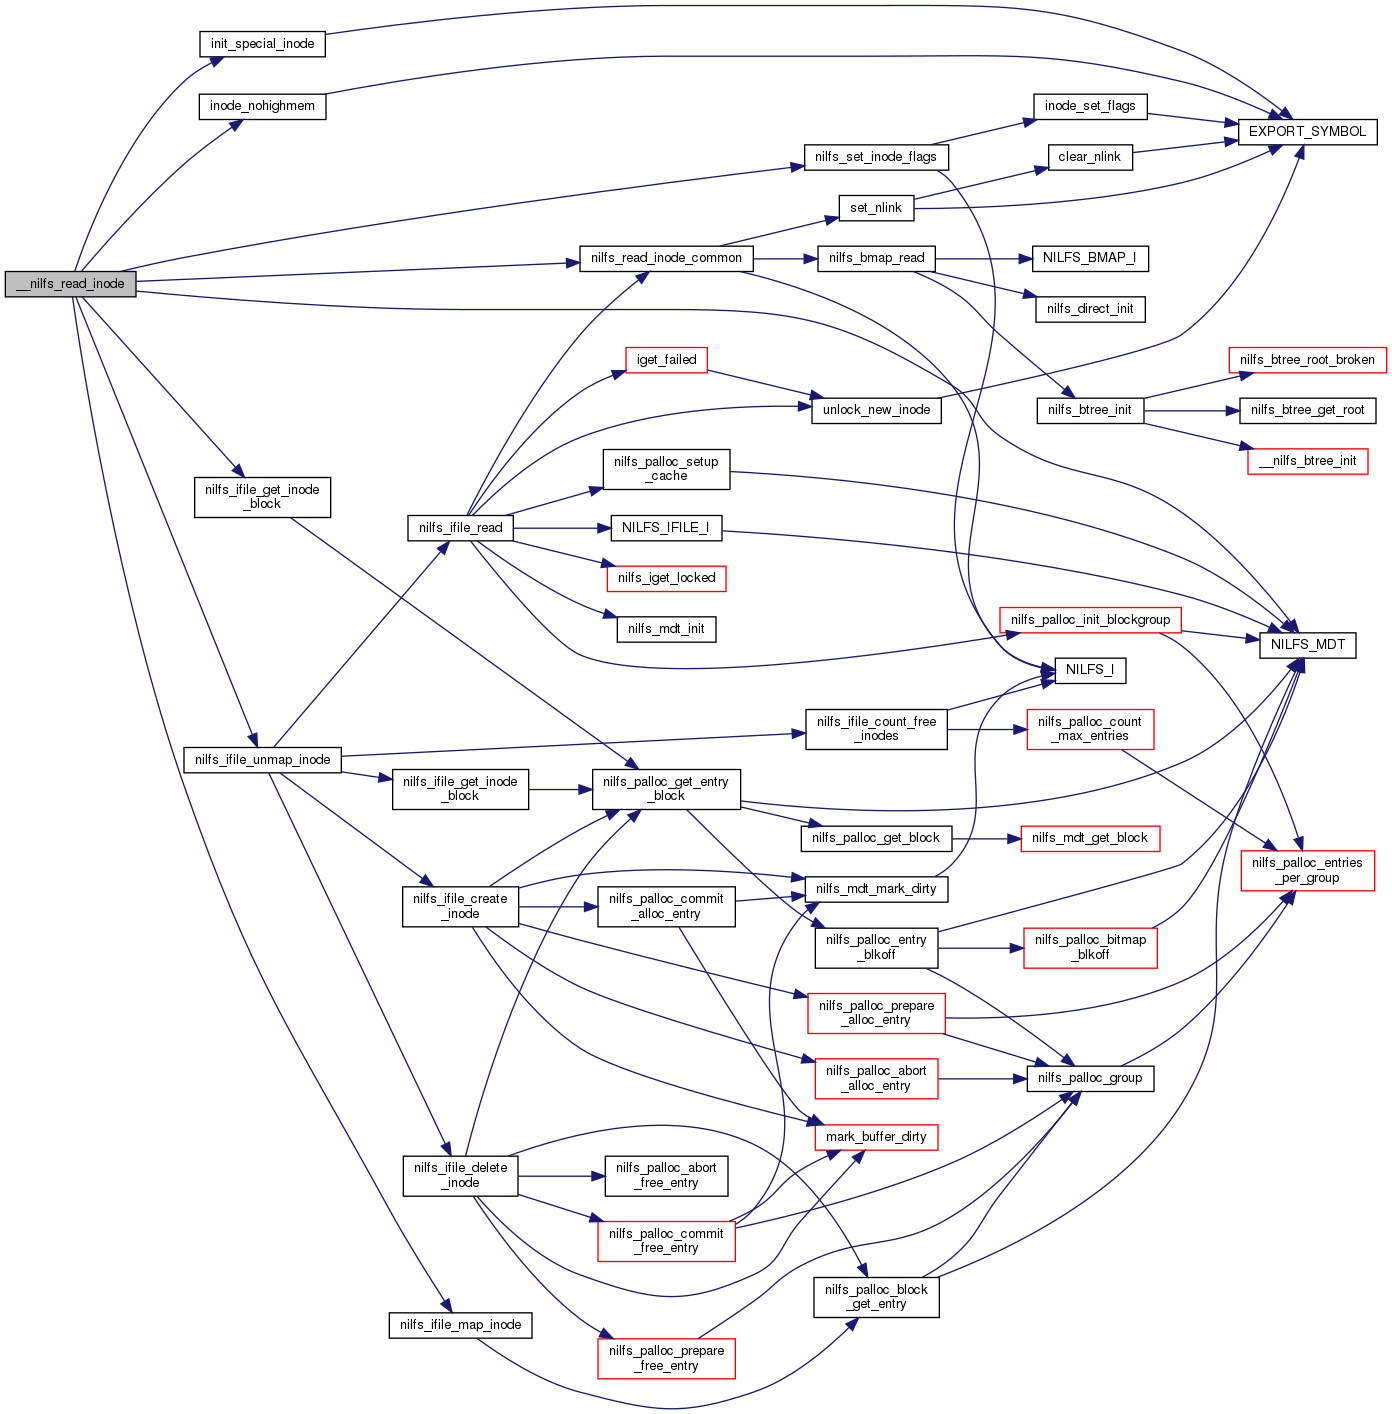 init_special_inode
inode_nohighmem
inode_set_flags
EXPORT_SYMBOL
nilfs_set_inode_flags
clear_nlink
set_nlink
__nilfs_read_inode
nilfs_read_inode_common
nilfs_bmap_read
NILFS_BMAP_I
nilfs_direct_init
iget_failed
nilfs_btree_root_broken
unlock_new_inode
nilfs_btree_init
nilfs_btree_get_root
nilfs_palloc_setup
_cache
__nilfs_btree_init
nilfs_ifile_get_inode
_block
nilfs_ifile_read
NILFS_IFILE_I
nilfs_iget_locked
nilfs_mdt_init
nilfs_palloc_init_blockgroup
NILFS_MDT
NILFS_I
nilfs_ifile_count_free
_inodes
nilfs_palloc_count
_max_entries
nilfs_ifile_unmap_inode
nilfs_ifile_get_inode
_block
nilfs_palloc_get_entry
_block
nilfs_palloc_get_block
nilfs_mdt_get_block
nilfs_palloc_entries
_per_group
nilfs_mdt_mark_dirty
nilfs_ifile_create
_inode
nilfs_palloc_commit
_alloc_entry
nilfs_palloc_entry
_blkoff
nilfs_palloc_bitmap
_blkoff
nilfs_palloc_prepare
_alloc_entry
nilfs_palloc_abort
_alloc_entry
nilfs_palloc_group
mark_buffer_dirty
nilfs_ifile_delete
_inode
nilfs_palloc_abort
_free_entry
nilfs_palloc_commit
_free_entry
nilfs_palloc_block
_get_entry
nilfs_ifile_map_inode
nilfs_palloc_prepare
_free_entry